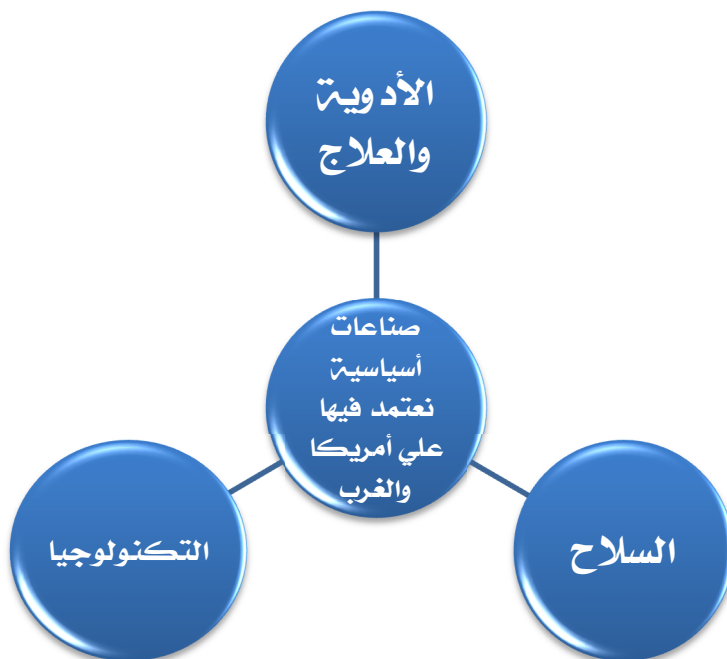 الأدوية
والعلاج
صناعات
أسياسية
نعتمد فيها
علي أمريكا
والغرب
التكنولوجيا
السلاح